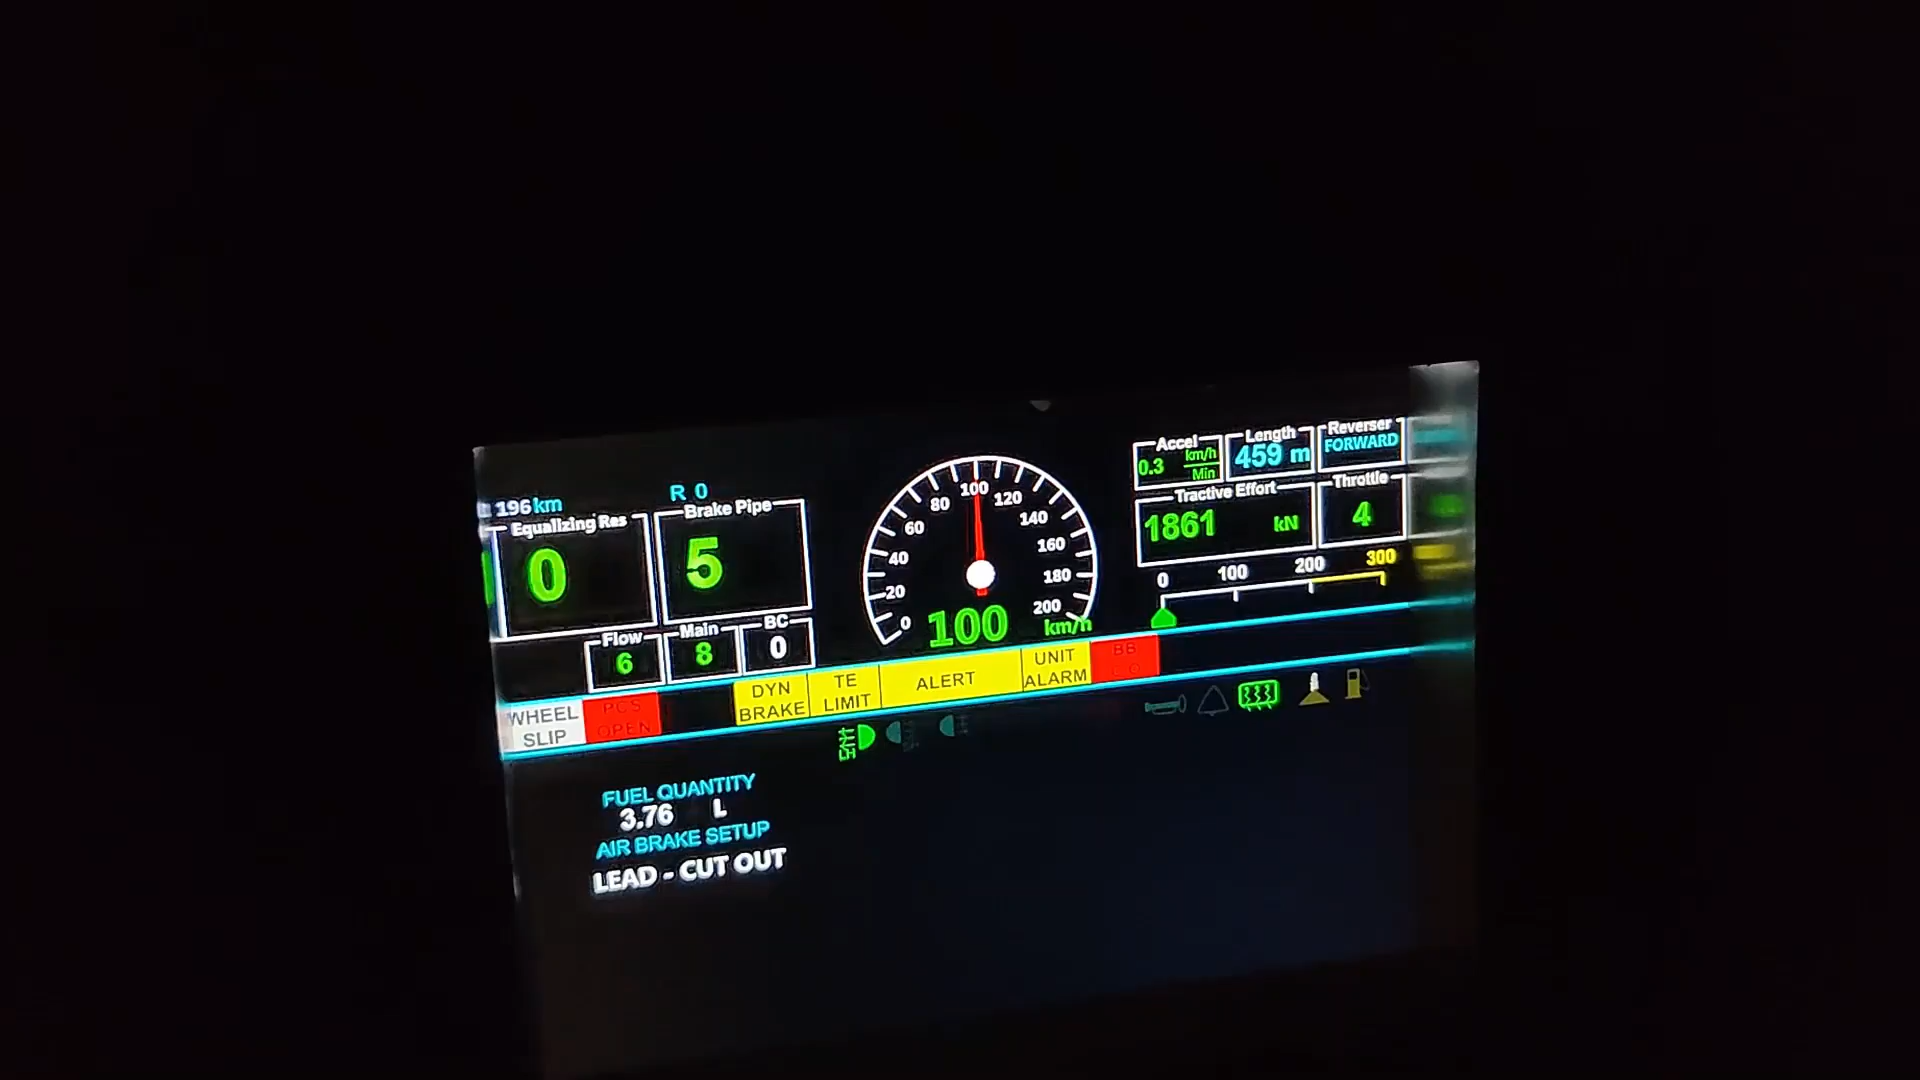 196km
R 0
Equalizing Res
0
Brake Pipe
5
Flow
6
Main
8
BC
0
0
20
40
60
80
100
120
140
160
180
200
100 km/h
Accel
0.3 km/h
Min
Length
459 m
Reverser
FORWARD
Tractive Effort
1861 kN
Throttle
4
0 100 200 300
WHEEL
SLIP
PCS
OPEN
DYN
BRAKE
TE
LIMIT
ALERT
UNIT
ALARM
BB
LH
FUEL QUANTITY
3.76 L
AIR BRAKE SETUP
LEAD - CUT OUT